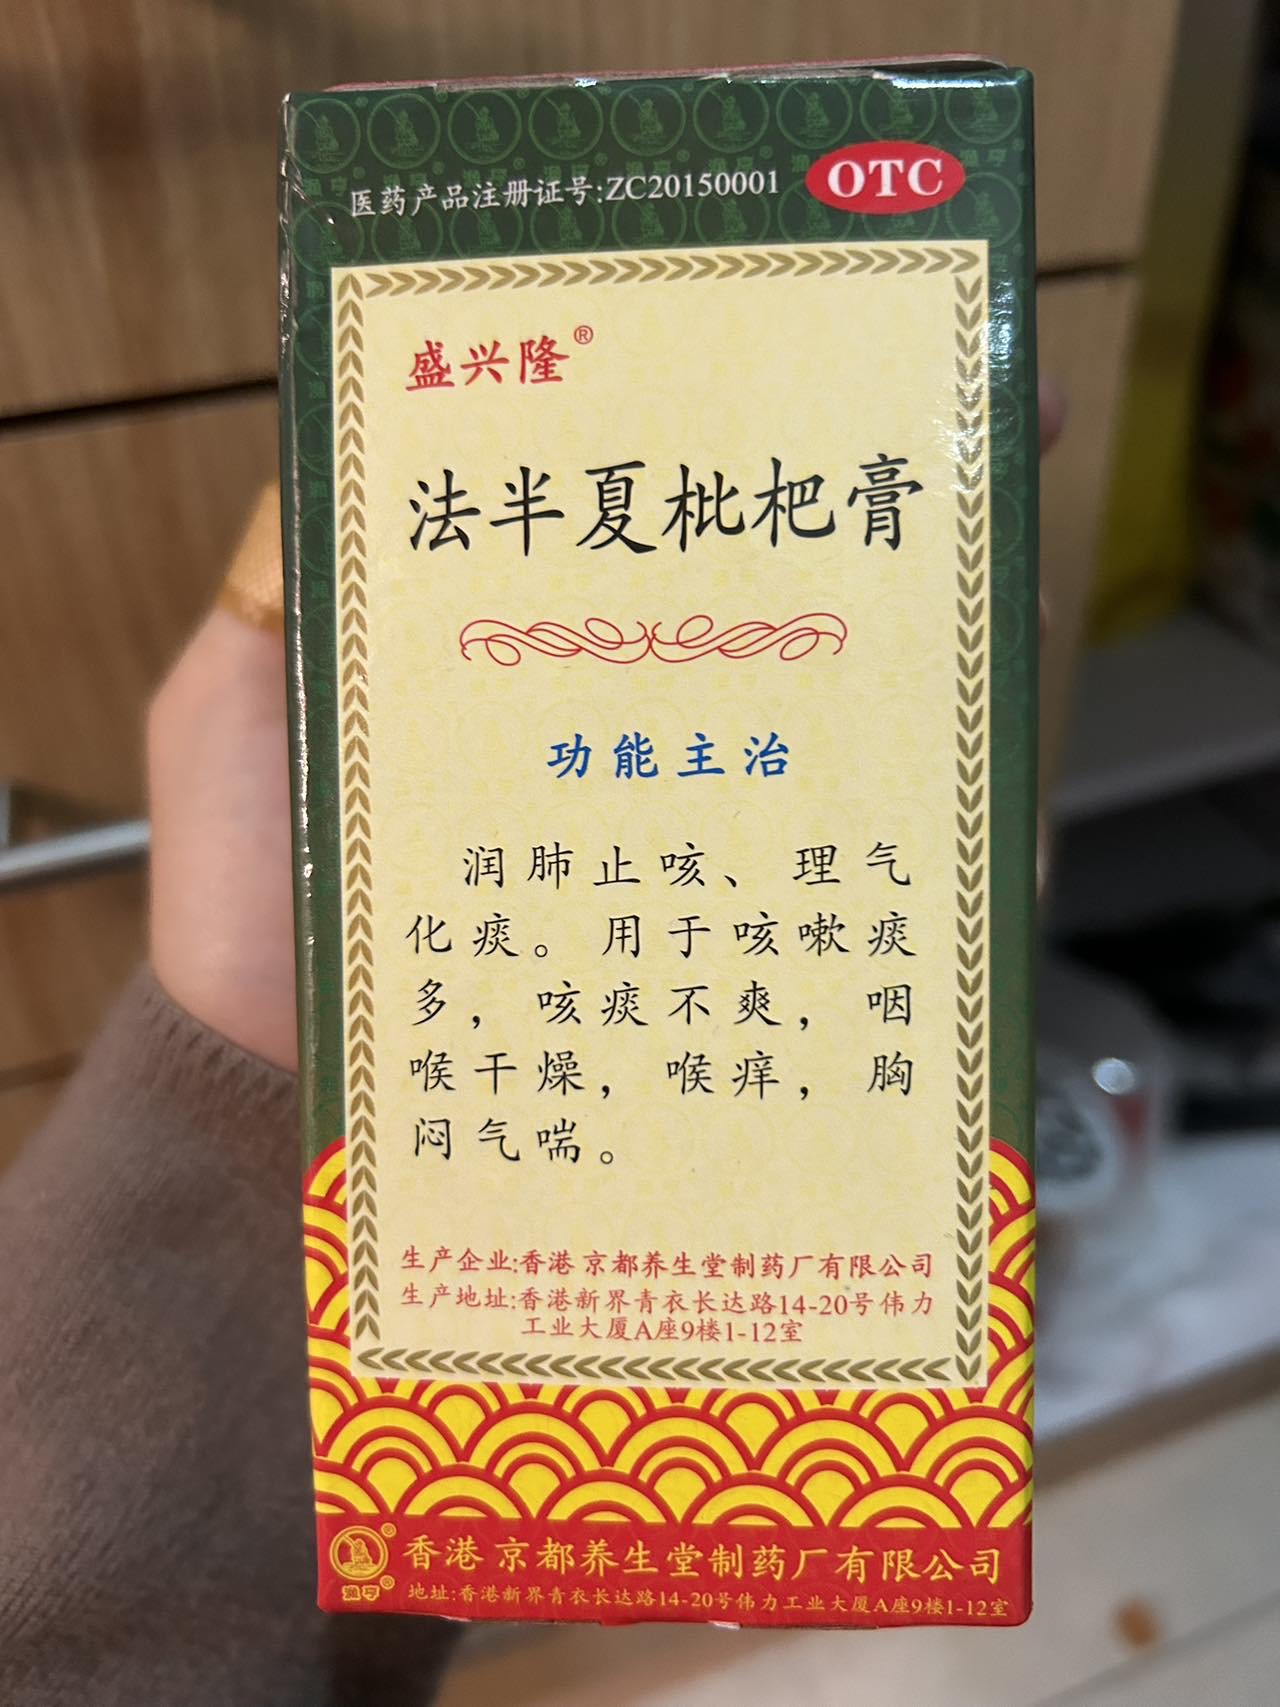 医药产品注册证号:ZC20150001
OTC
盛兴隆®
法半夏枇杷膏
功能主治
润肺止咳、理气
化痰。用于咳嗽痰
多，咳痰不爽，咽
喉干燥，喉痒，胸
闷气喘。
生产企业:香港 京都养生堂制药厂有限公司
生产地址:香港新界青衣长达路14-20号伟力
工业大厦A座9楼1-12室
渔亨®
香港 京都养生堂制药厂有限公司
地址:香港新界青衣长达路14-20号伟力工业大厦A座9楼1-12室